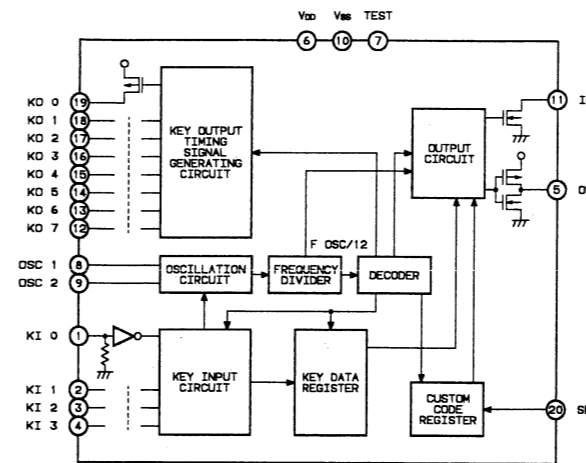 VDD VSS TEST
6 10 7
KO 0 19
KO 1 18
KO 2 17
KO 3 16
KO 4 15
KO 5 14
KO 6 13
KO 7 12
KEY OUTPUT
TIMING
SIGNAL
GENERATING
CIRCUIT
OUTPUT
CIRCUIT
11 I
5
F OSC/12
OSC 1 8
OSC 2 9
OSCILLATION
CIRCUIT
FREQUENCY
DIVIDER
DECODER
KI 0 1
KI 1 2
KI 2 3
KI 3 4
KEY INPUT
CIRCUIT
KEY DATA
REGISTER
CUSTOM
CODE
REGISTER
20